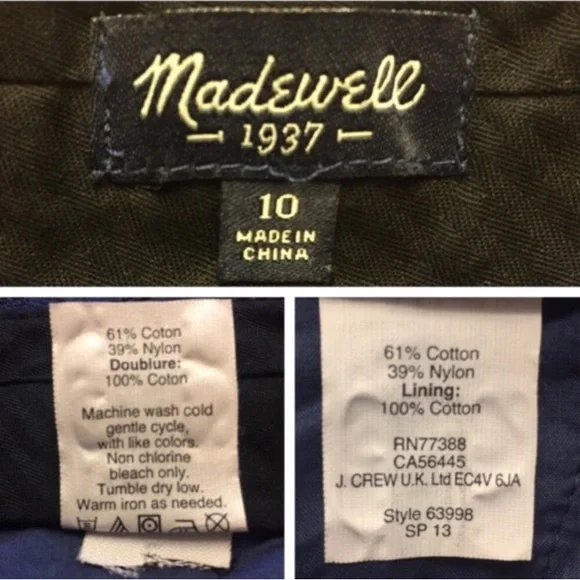 Madewell
1937
10
MADE IN
CHINA
61% Coton
39% Nylon
Doublure:
100% Coton
Machine wash cold
gentle cycle,
with like colors.
Non chlorine
bleach only.
Tumble dry low.
Warm iron as needed.
61% Cotton
39% Nylon
Lining:
100% Cotton
RN77388
CA56445
J. CREW U.K. Ltd EC4V 6JA
Style 63998
SP 13